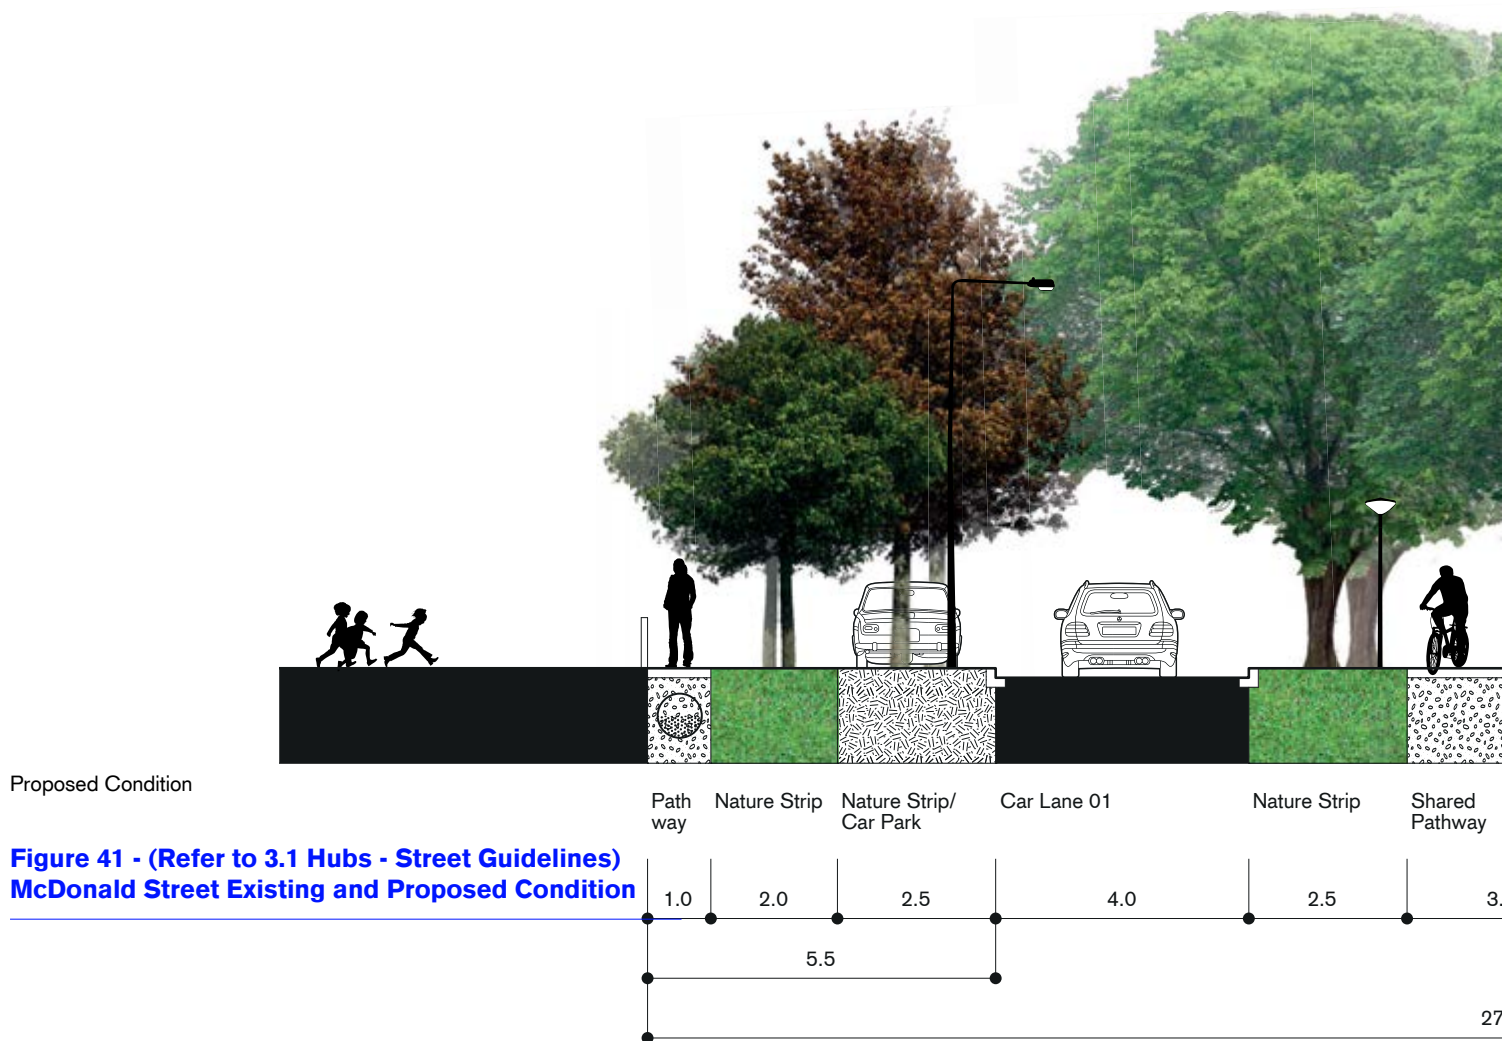 Proposed Condition
Figure 41 - (Refer to 3.1 Hubs - Street Guidelines)
McDonald Street Existing and Proposed Condition
Path
way
Nature Strip
Nature Strip/
Car Park
Car Lane 01
Nature Strip
Shared
Pathway
1.0
2.0
2.5
4.0
2.5
3.
5.5
27